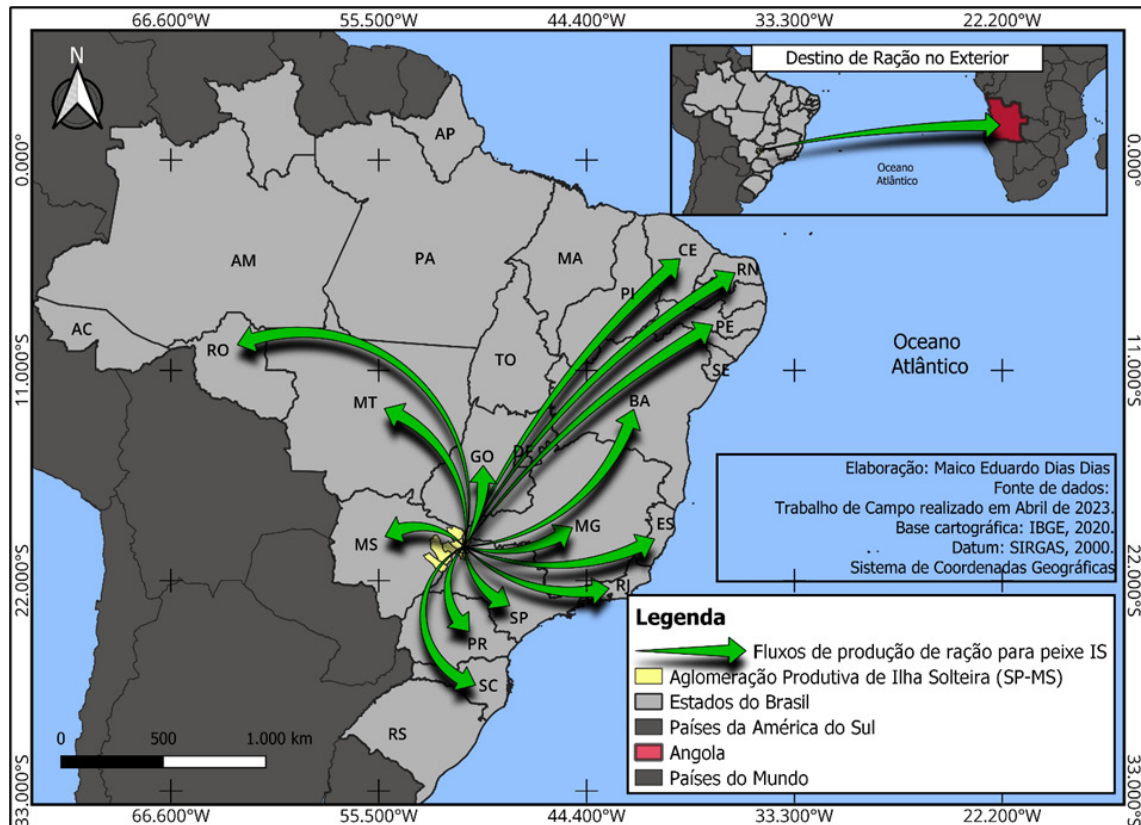 66.600°W 55.500°W 44.400°W 33.300°W 22.200°W
N
Destino de Ração no Exterior
Oceano
Atlântico
0.000°
0.000°
AP
AM
PA
MA
CE
RN
PI
PE
AC
RO
TO
SE
Oceano
Atlântico
11.000°S
11.000°S
MT
BA
GO
DF
Elaboração: Maico Eduardo Dias Dias
Fonte de dados:
Trabalho de Campo realizado em Abril de 2023.
Base cartográfica: IBGE, 2020.
Datum: SIRGAS, 2000.
Sistema de Coordenadas Geográficas
MS
MG
ES
22.000°S
22.000°S
RJ
SP
PR
SC
RS
Legenda
Fluxos de produção de ração para peixe IS
Aglomeração Produtiva de Ilha Solteira (SP-MS)
Estados do Brasil
Países da América do Sul
Angola
Países do Mundo
0 500 1.000 km
33.000°S
33.000°S
66.600°W 55.500°W 44.400°W 33.300°W 22.200°W